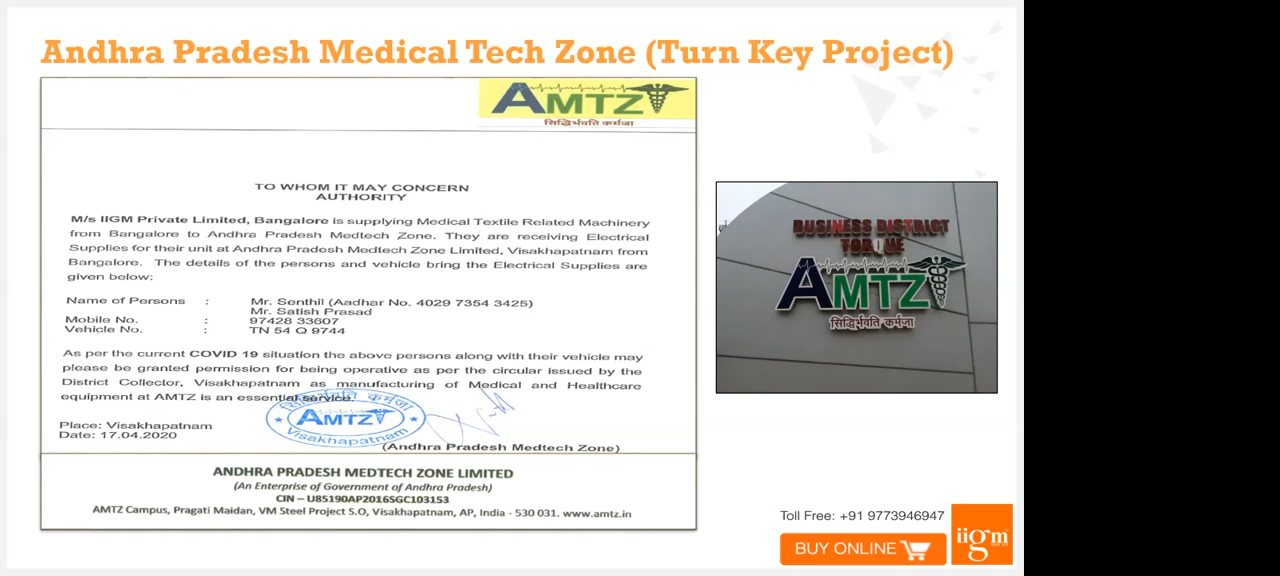 Andhra Pradesh Medical Tech Zone (Turn Key Project)
AMTZ
सिद्धिर्भवति कर्मजा
TO WHOM IT MAY CONCERN
AUTHORITY
M/s IIGM Private Limited, Bangalore is supplying Medical Textile Related Machinery
from Bangalore to Andhra Pradesh Medtech Zone. They are receiving Electrical
Supplies for their unit at Andhra Pradesh Medtech Zone Limited, Visakhapatnam from
Bangalore. The details of the persons and vehicle bring the Electrical Supplies are
given below:
Name of Persons : Mr. Senthil (Aadhar No. 4029 7354 3425)
Mr. Satish Prasad
Mobile No. : 97428 33607
Vehicle No. : TN 54 Q 9744
As per the current COVID 19 situation the above persons along with their vehicle may
please be granted permission for being operative as per the circular issued by the
District Collector, Visakhapatnam as manufacturing of Medical and Healthcare
equipment at AMTZ is an essential service.
सिद्धिर्भवति कर्मजा
AMTZ
Visakhapatnam
Place: Visakhapatnam
Date: 17.04.2020
(Andhra Pradesh Medtech Zone)
ANDHRA PRADESH MEDTECH ZONE LIMITED
(An Enterprise of Government of Andhra Pradesh)
CIN – U85190AP2016SGC103153
AMTZ Campus, Pragati Maidan, VM Steel Project S.O, Visakhapatnam, AP, India - 530 031. www.amtz.in
BUSINESS DISTRICT
TORQUE
AMTZ
सिद्धिर्भवति कर्मजा
Toll Free: +91 9773946947
BUY ONLINE
iigm